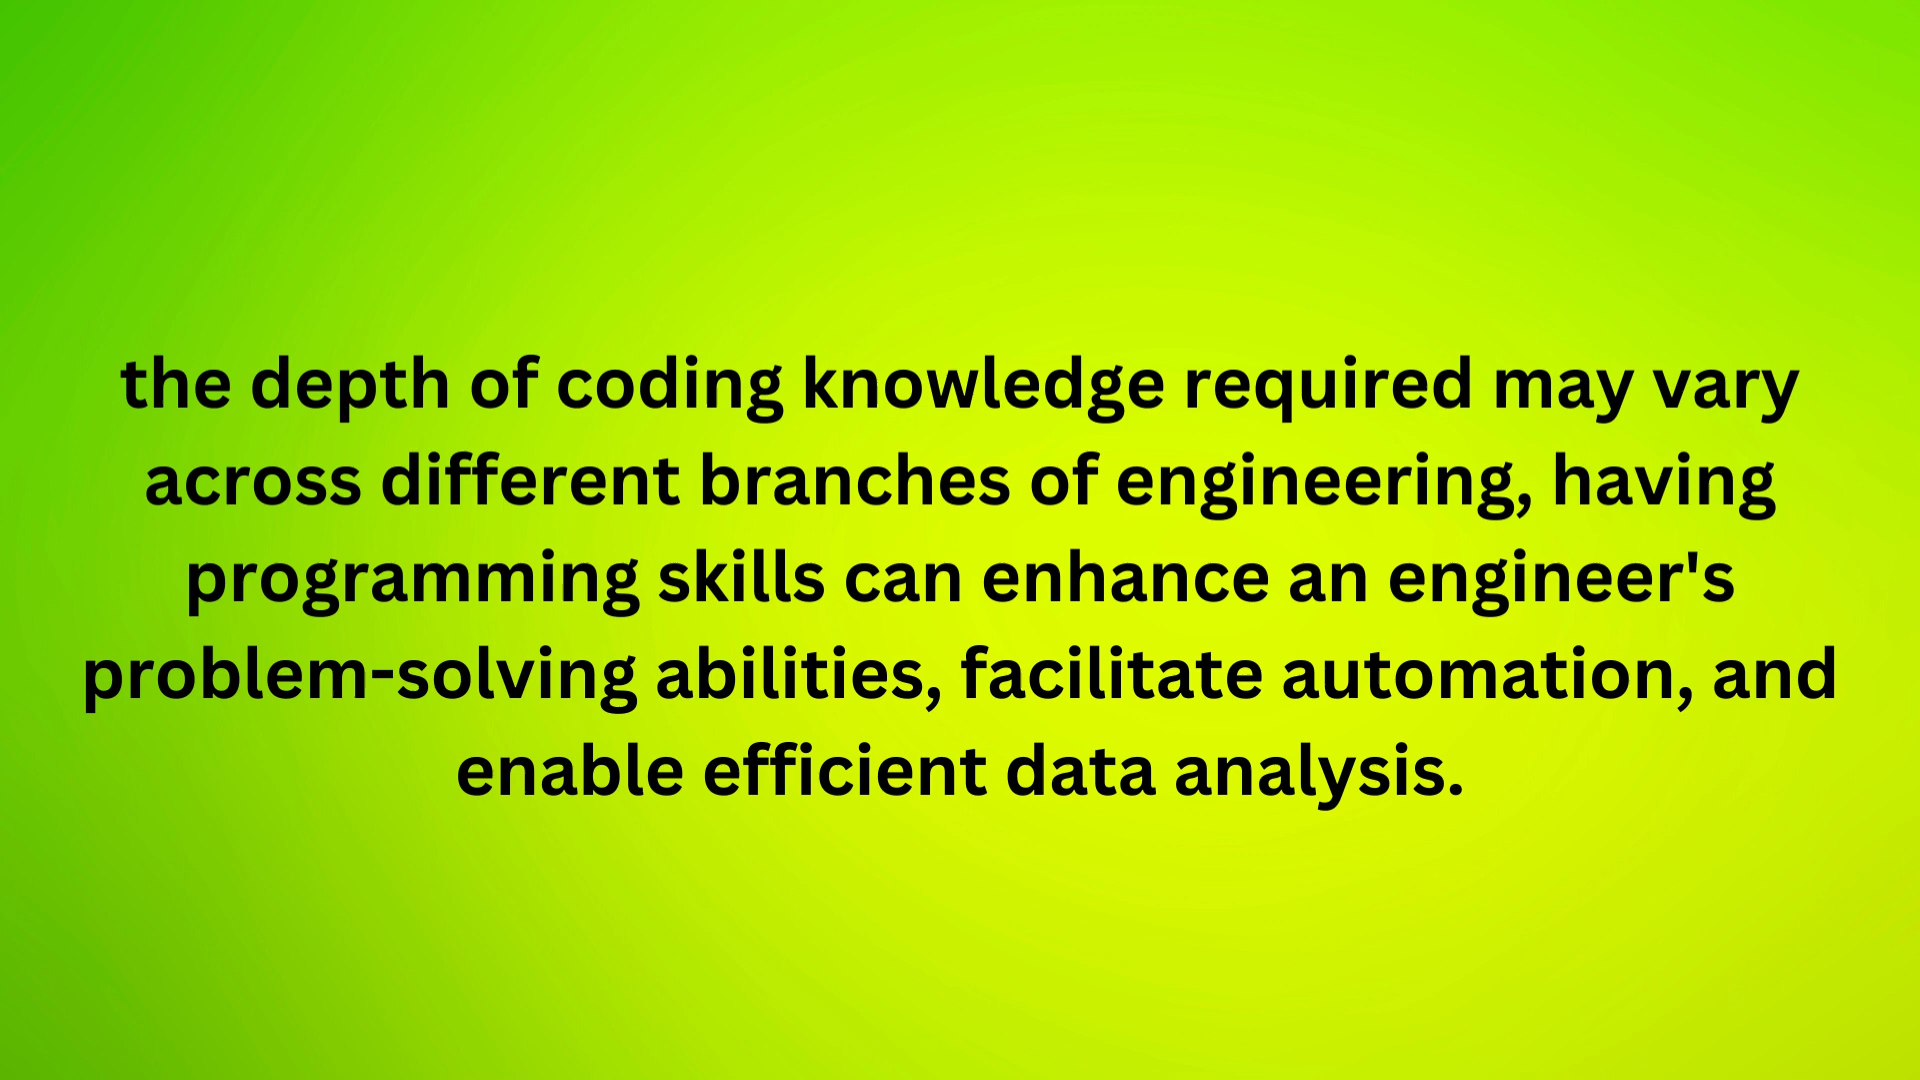 the depth of coding knowledge required may vary
across different branches of engineering, having
programming skills can enhance an engineer's
problem-solving abilities, facilitate automation, and
enable efficient data analysis.